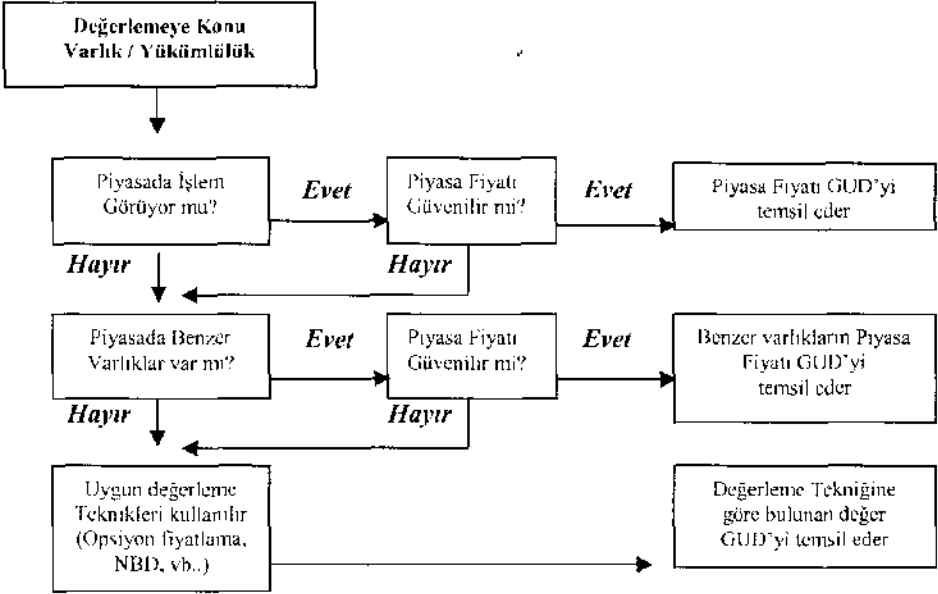 Değerlemeye Konu
Varlık / Yükümlülük
Piyasada İşlem
Görüyor mu?
Evet
Piyasa Fiyatı
Güvenilir mi?
Evet
Piyasa Fiyatı GUD'yi
temsil eder
Hayır
Hayır
Piyasada Benzer
Varlıklar var mı?
Evet
Piyasa Fiyatı
Güvenilir mi?
Evet
Benzer varlıkların Piyasa
Fiyatı GUD'yi
temsil eder
Hayır
Hayır
Uygun değerleme
Teknikleri kullanılır
(Opsiyon fiyatlama,
NBD, vb..)
Değerleme Tekniğine
göre bulunan değer
GUD'yi temsil eder